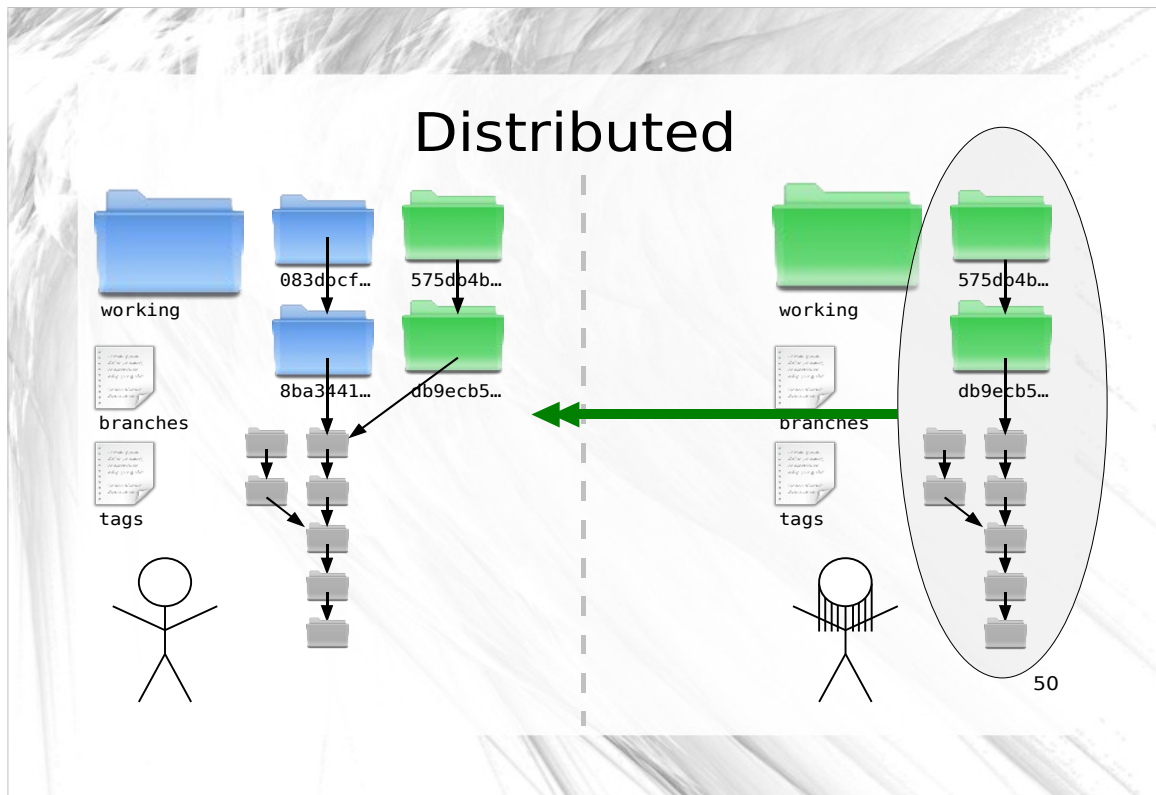 Distributed
083dbcf… 575db4b… 575db4b…
working working
8ba3441… db9ecb5… db9ecb5…
branches branches
tags tags
50